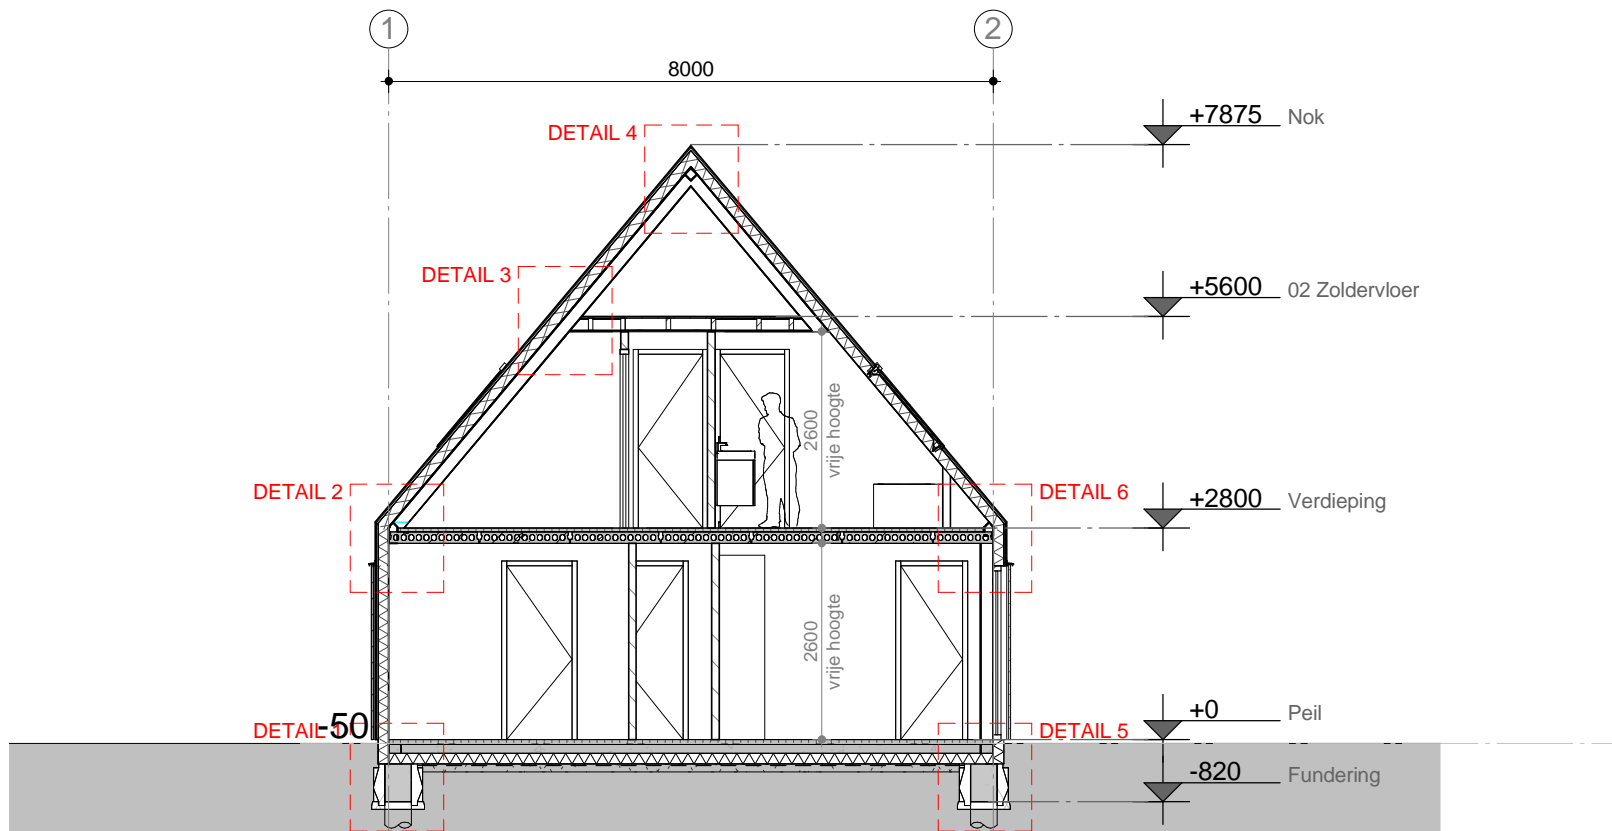 1
2
8000
DETAIL 4
+7875 Nok
DETAIL 3
+5600 02 Zoldervloer
2600
vrije hoogte
DETAIL 2
DETAIL 6
+2800 Verdieping
2600
vrije hoogte
DETAIL 1
-50
DETAIL 5
+0 Peil
-820 Fundering